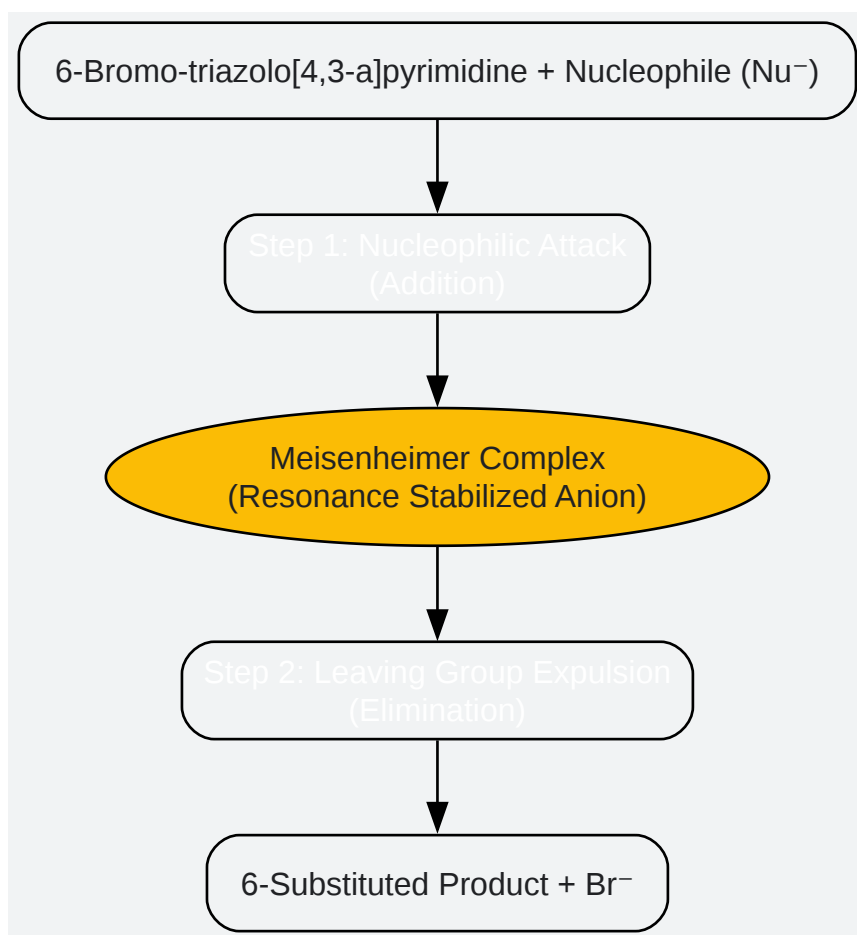 6-Bromo-triazolo[4,3-a]pyrimidine + Nucleophile (Nu⁻)
Step 1: Nucleophilic Attack
(Addition)
Meisenheimer Complex
(Resonance Stabilized Anion)
Step 2: Leaving Group Expulsion
(Elimination)
6-Substituted Product + Br⁻